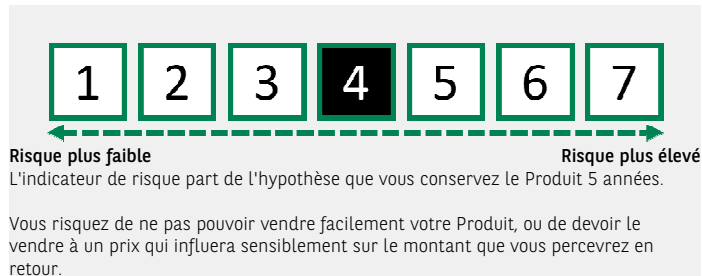 1 2 3 4 5 6 7
Risque plus faible Risque plus élevé
L'indicateur de risque part de l'hypothèse que vous conservez le Produit 5 années.
Vous risquez de ne pas pouvoir vendre facilement votre Produit, ou de devoir le
vendre à un prix qui influera sensiblement sur le montant que vous percevrez en
retour.